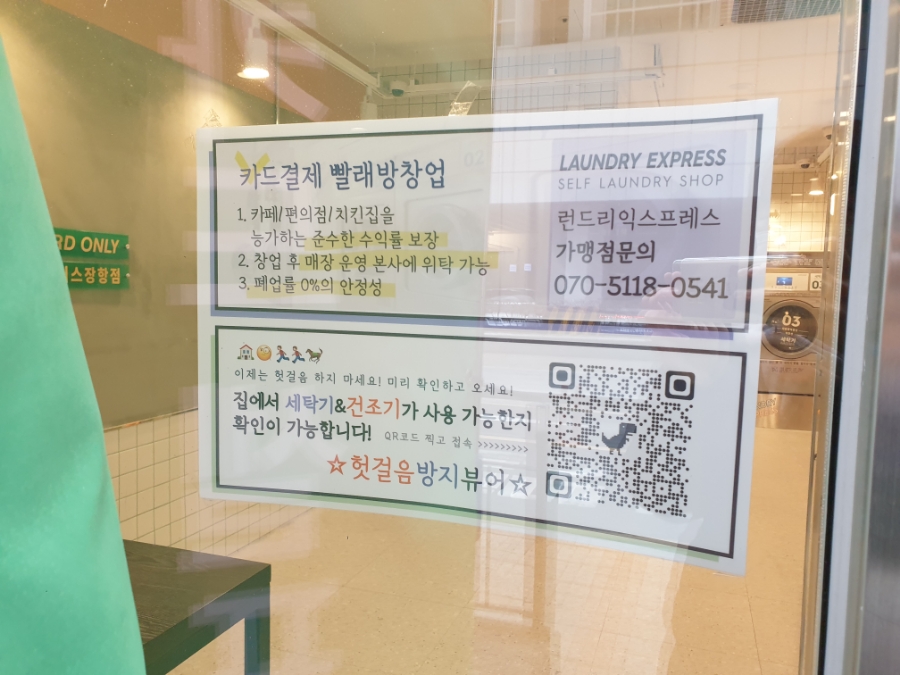 카드결제 빨래방창업
1. 카페/편의점/치킨집을
능가하는 준수한 수익률 보장
2. 창업 후 매장 운영 본사에 위탁 가능
3. 폐업률 0%의 안정성
LAUNDRY EXPRESS
SELF LAUNDRY SHOP
런드리익스프레스
가맹점문의
070-5118-0541
이제는 헛걸음 하지 마세요! 미리 확인하고 오세요!
집에서 세탁기&건조기가 사용 가능한지
확인이 가능합니다! QR코드 찍고 접속 >>>>>>>>>
☆헛걸음방지뷰어☆
ONLY
스장항점
03